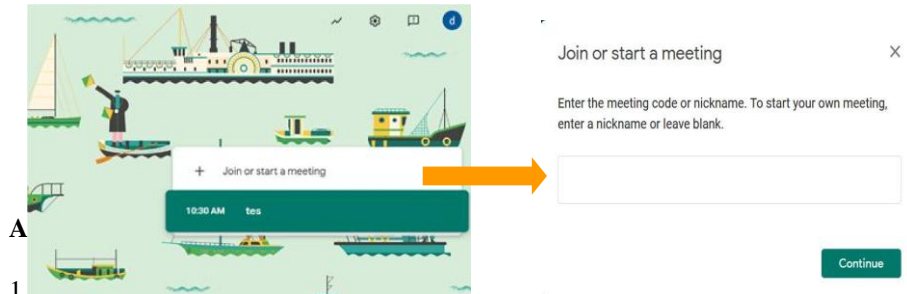 d
+ Join or start a meeting
10:30 AM tes
A
1
Join or start a meeting X
Enter the meeting code or nickname. To start your own meeting,
enter a nickname or leave blank.
Continue